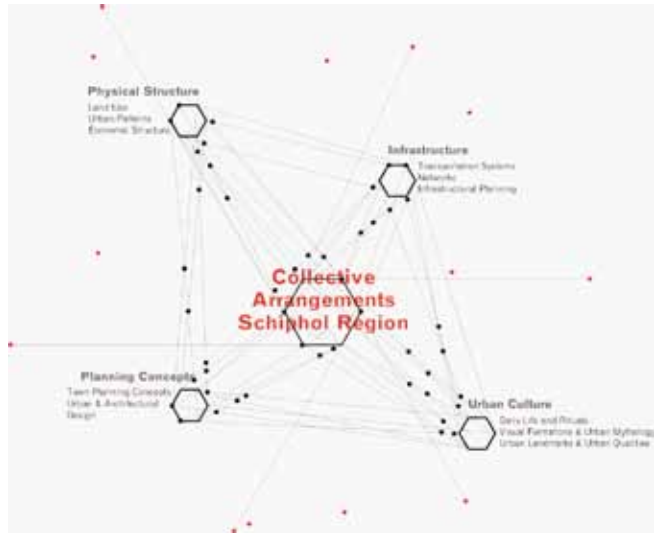 Physical Structure
Land Use
Urban Patterns
Economic Structure
Infrastructure
Transportation Systems
Networks
Infrastructural Planning
Collective
Arrangements
Schiphol Region
Planning Concepts
Town Planning Concepts
Urban & Architectural
Design
Urban Culture
Daily Life and Rituals
Visual Formations & Urban Mythology
Urban Landmarks & Urban Qualities